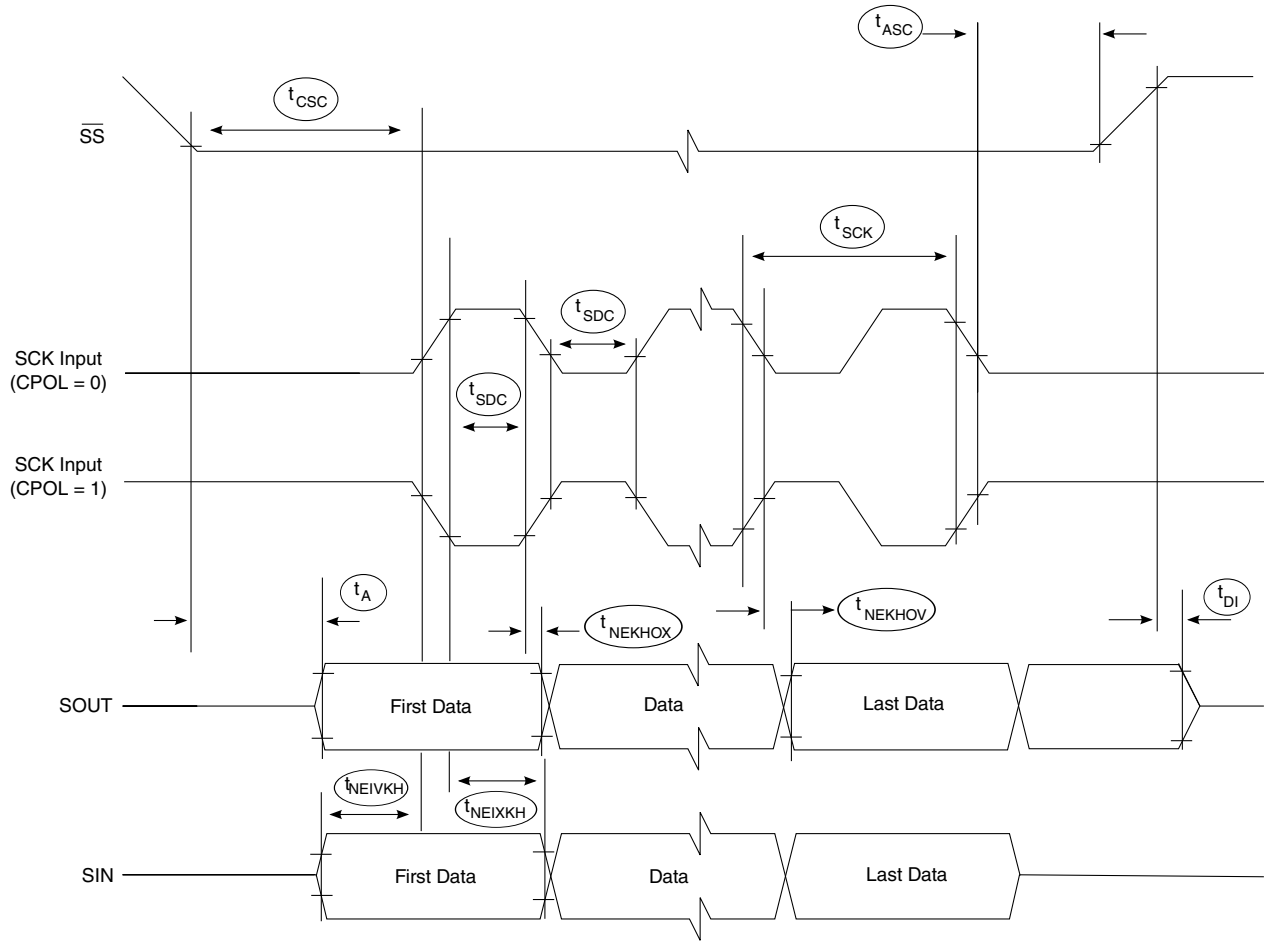 tASC
tCSC
SS
tSCK
tSDC
SCK Input
(CPOL = 0)
tSDC
SCK Input
(CPOL = 1)
tA
tNEKHOX
tNEKHOV
tDI
SOUT
First Data
Data
Last Data
tNEIVKH
tNEIXKH
SIN
First Data
Data
Last Data